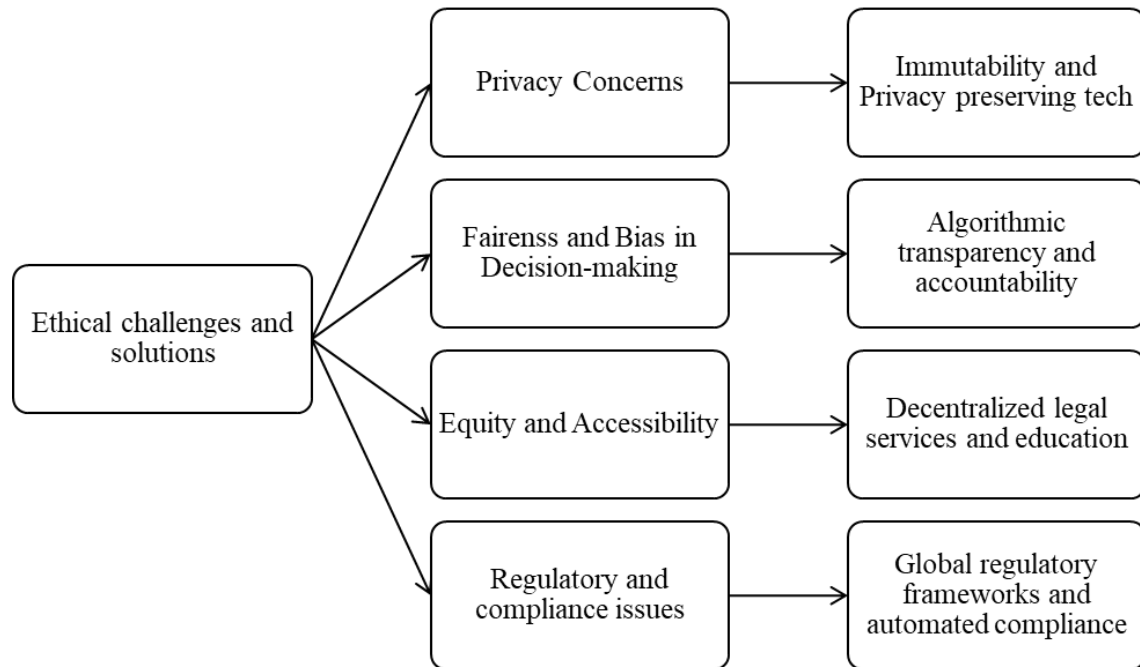 Privacy Concerns
Immutability and
Privacy preserving tech
Fairenss and Bias in
Decision-making
Algorithmic
transparency and
accountability
Ethical challenges and
solutions
Equity and Accessibility
Decentralized legal
services and education
Regulatory and
compliance issues
Global regulatory
frameworks and
automated compliance